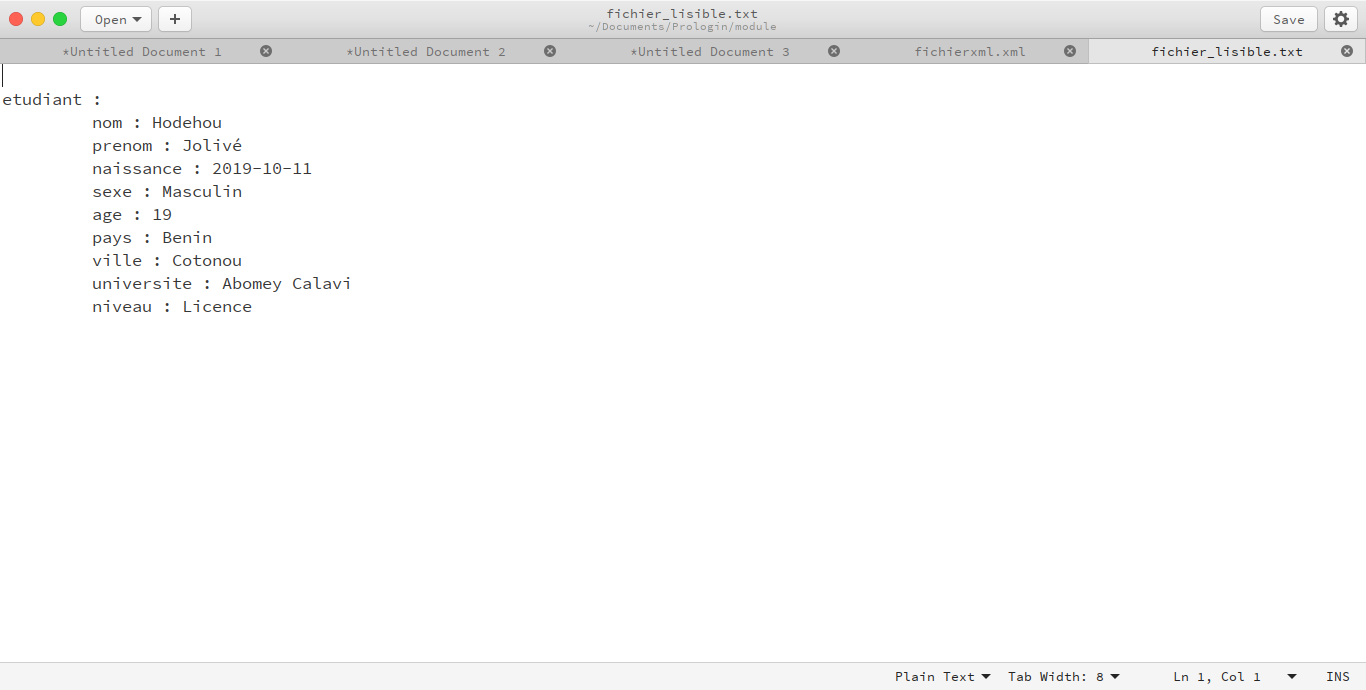 Open
+
fichier_lisible.txt
~/Documents/Prologin/module
Save
*Untitled Document 1
*Untitled Document 2
*Untitled Document 3
fichierxml.xml
fichier_lisible.txt
etudiant :
nom : Hodehou
prenom : Jolivé
naissance : 2019-10-11
sexe : Masculin
age : 19
pays : Benin
ville : Cotonou
universite : Abomey Calavi
niveau : Licence
Plain Text
Tab Width: 8
Ln 1, Col 1
INS